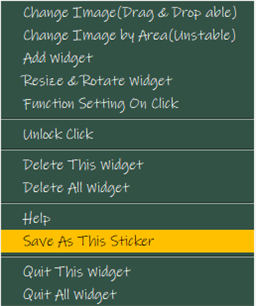 Change Image(Drag & Drop able)
Change Image by Area(Unstable)
Add Widget
Resize & Rotate Widget
Function Setting On Click
Unlock Click
Delete This Widget
Delete All Widget
Help
Save As This Sticker
Quit This Widget
Quit All Widget